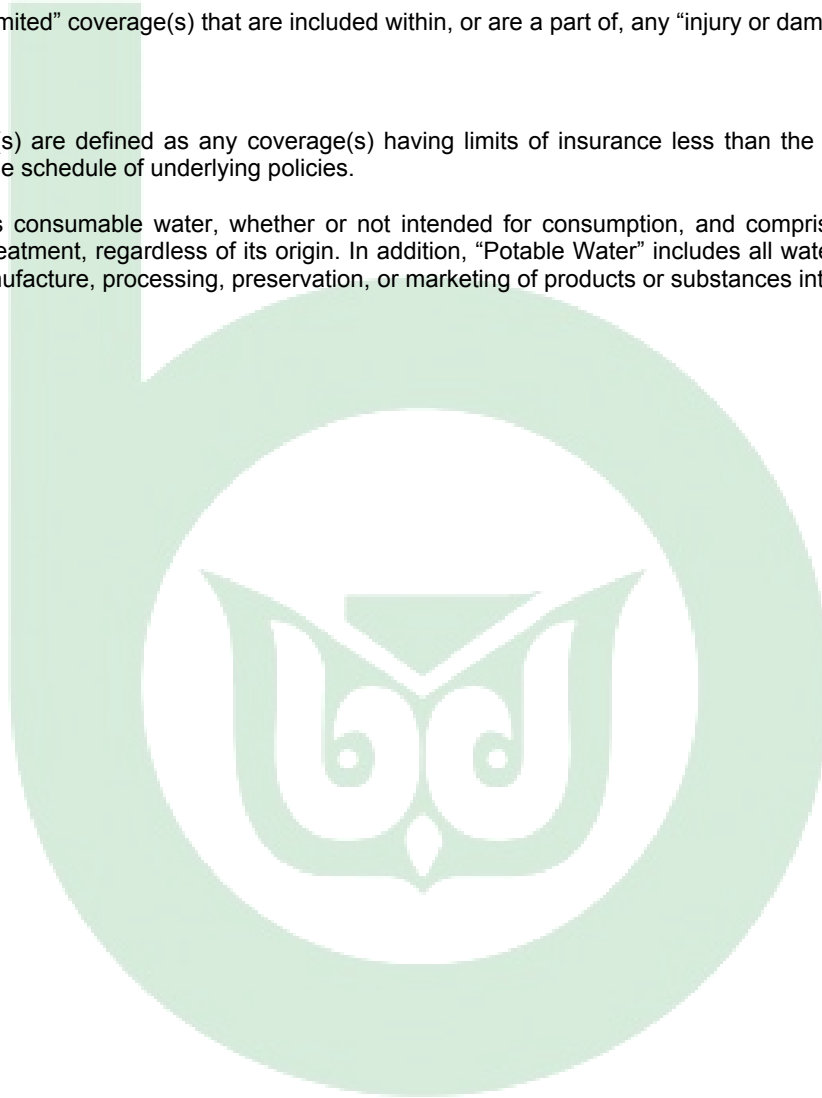 mited” coverage(s) that are included within, or are a part of, any “injury or dam
(s) are defined as any coverage(s) having limits of insurance less than the
e schedule of underlying policies.
s consumable water, whether or not intended for consumption, and compris
eatment, regardless of its origin. In addition, “Potable Water” includes all wate
nufacture, processing, preservation, or marketing of products or substances int